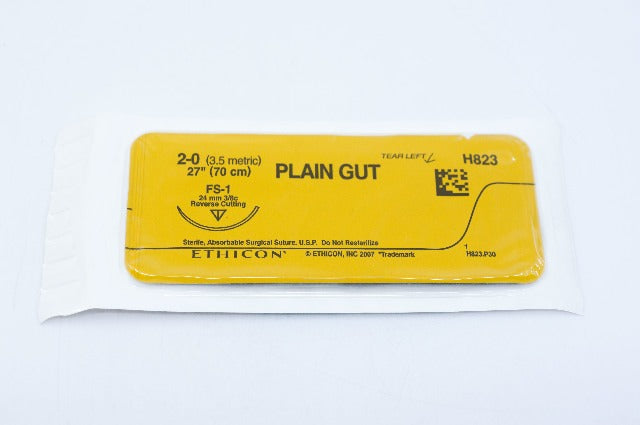 2-0 (3.5 metric)
27" (70 cm)
FS-1
24 mm 3/8c
Reverse Cutting
PLAIN GUT
TEAR LEFT
H823
Sterile, Absorbable Surgical Suture, U.S.P. Do Not Resterilize
ETHICON* © ETHICON, INC 2007 *Trademark
1
H823.P30